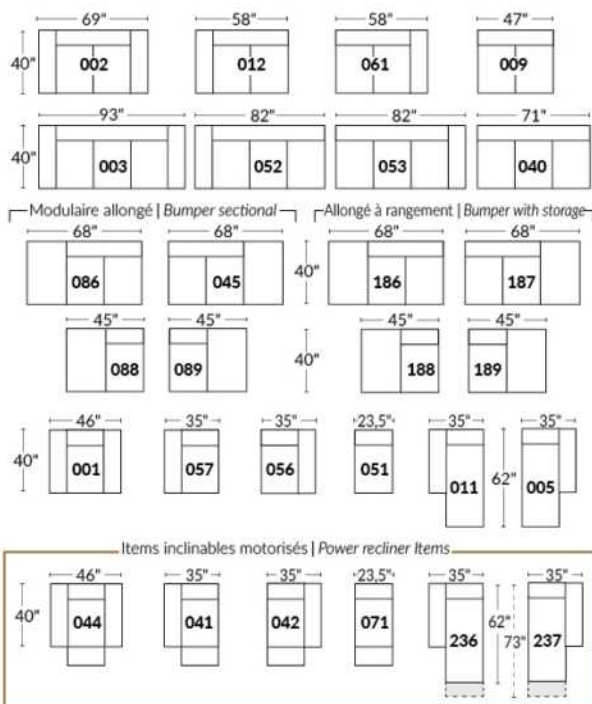 69" 58" 58" 47"
40" 002 012 061 009
93" 82" 82" 71"
40" 003 052 053 040
Modulaire allongé | Bumper sectional Allongé à rangement | Bumper with storage
68" 68" 68" 68"
086 045 40" 186 187
45" 45" 45" 45"
088 089 40" 188 189
46" 35" 35" 23,5" 35" 35"
40" 001 057 056 051 011 62" 005
Items inclinables motorisés | Power recliner Items
46" 35" 35" 23,5" 35" 35"
40" 044 041 042 071 236 62" 73" 237